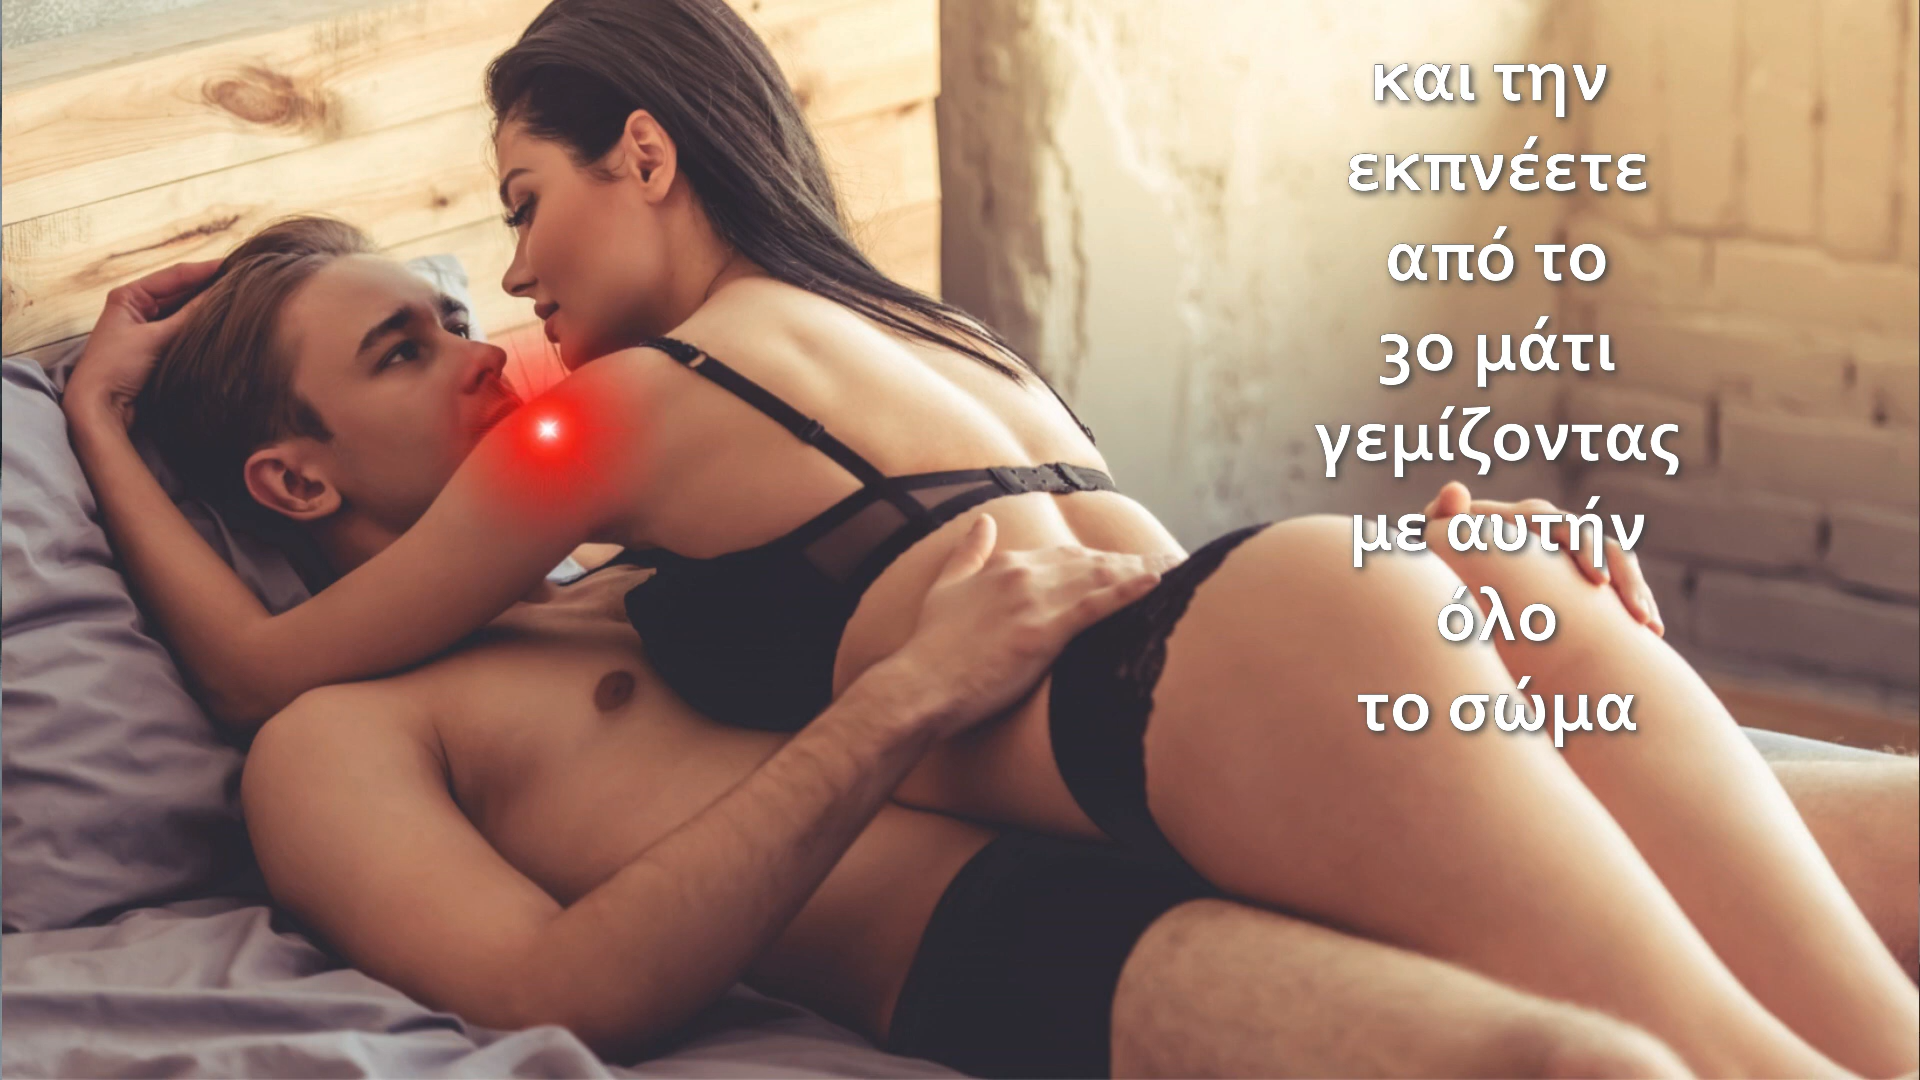 και την
εκπνέετε
από το
3ο μάτι
γεμίζοντας
με αυτήν
όλο
το σώμα